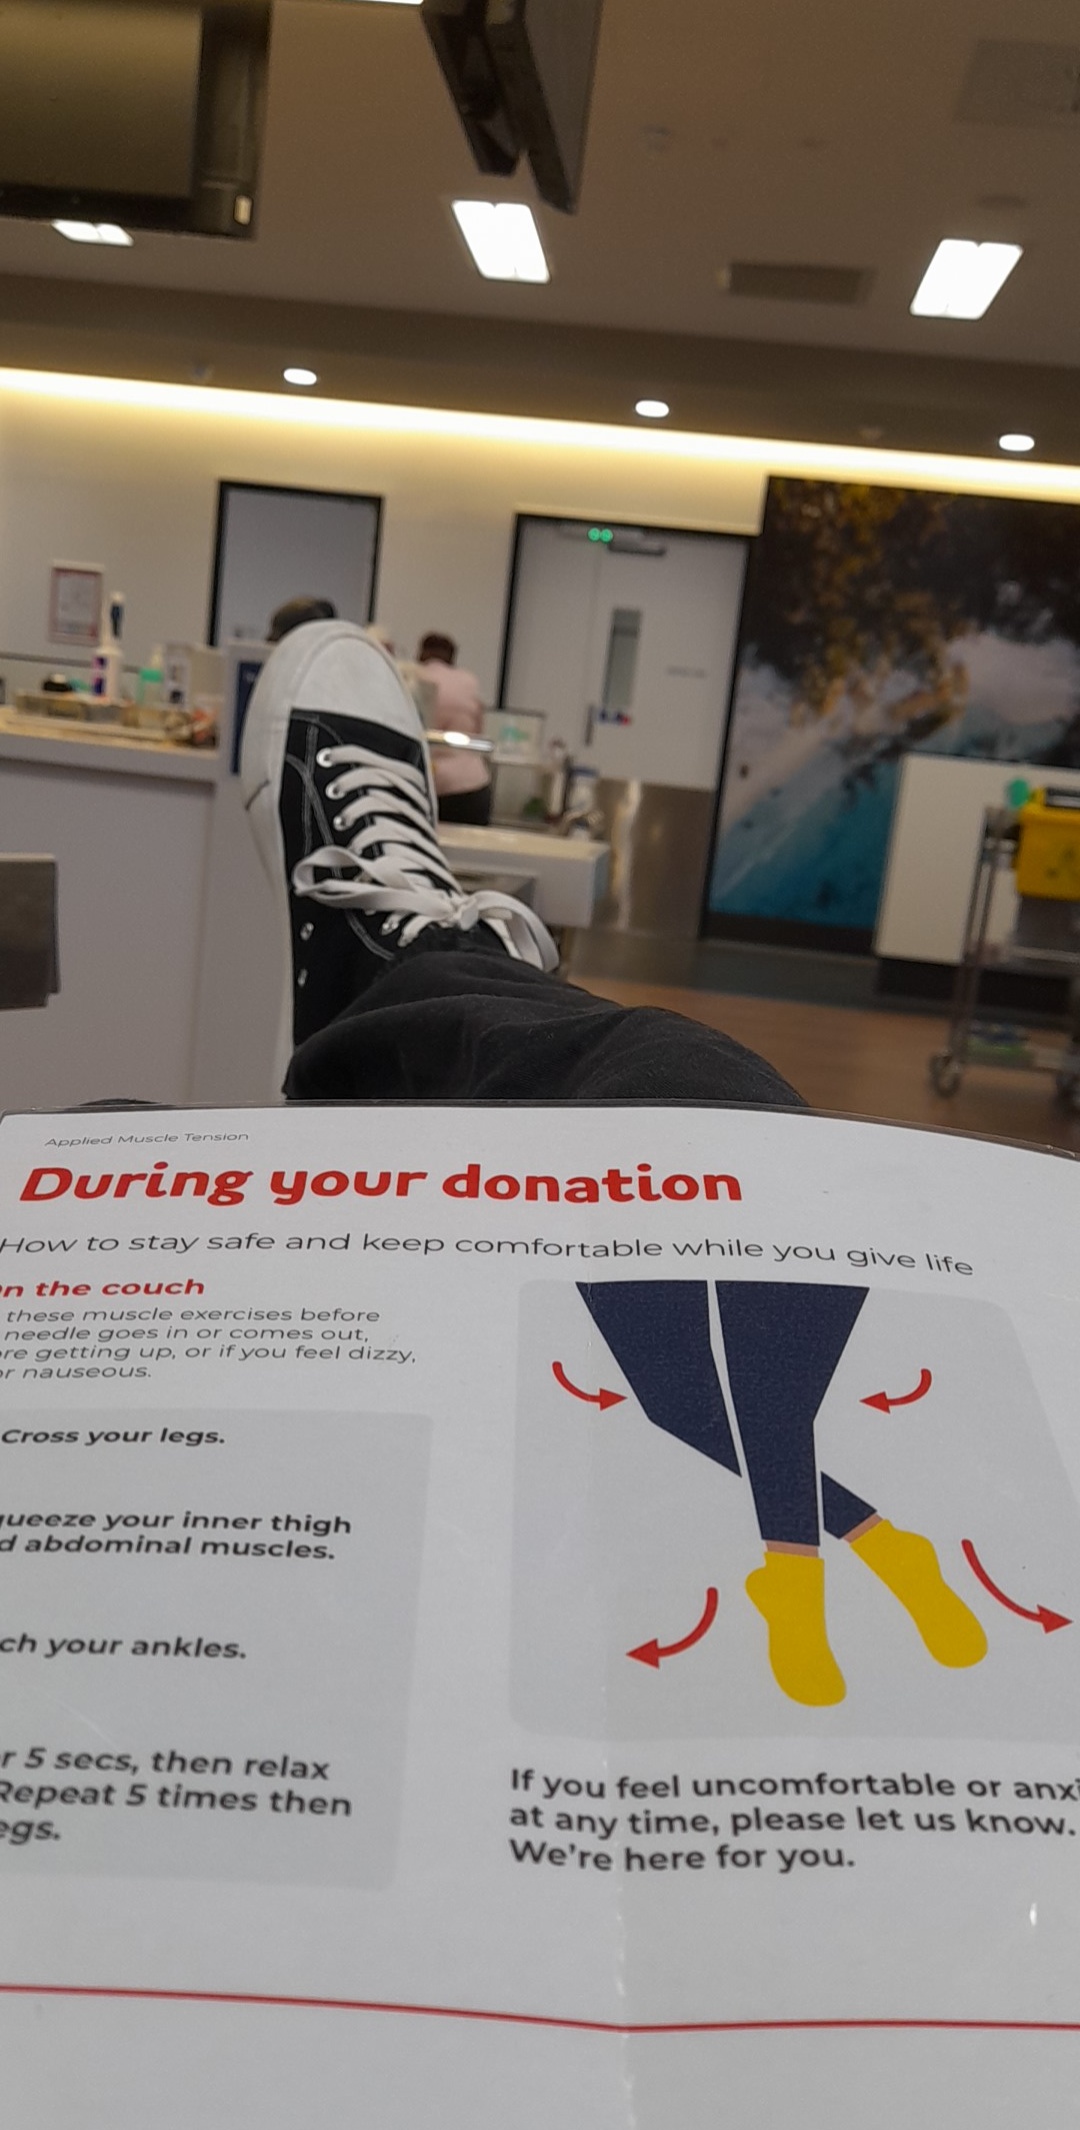 Applied Muscle Tension
During your donation
How to stay safe and keep comfortable while you give life
n the couch
these muscle exercises before
needle goes in or comes out,
re getting up, or if you feel dizzy,
or nauseous.
Cross your legs.
queeze your inner thigh
d abdominal muscles.
ch your ankles.
r 5 secs, then relax
Repeat 5 times then
egs.
If you feel uncomfortable or anxi
at any time, please let us know.
We're here for you.